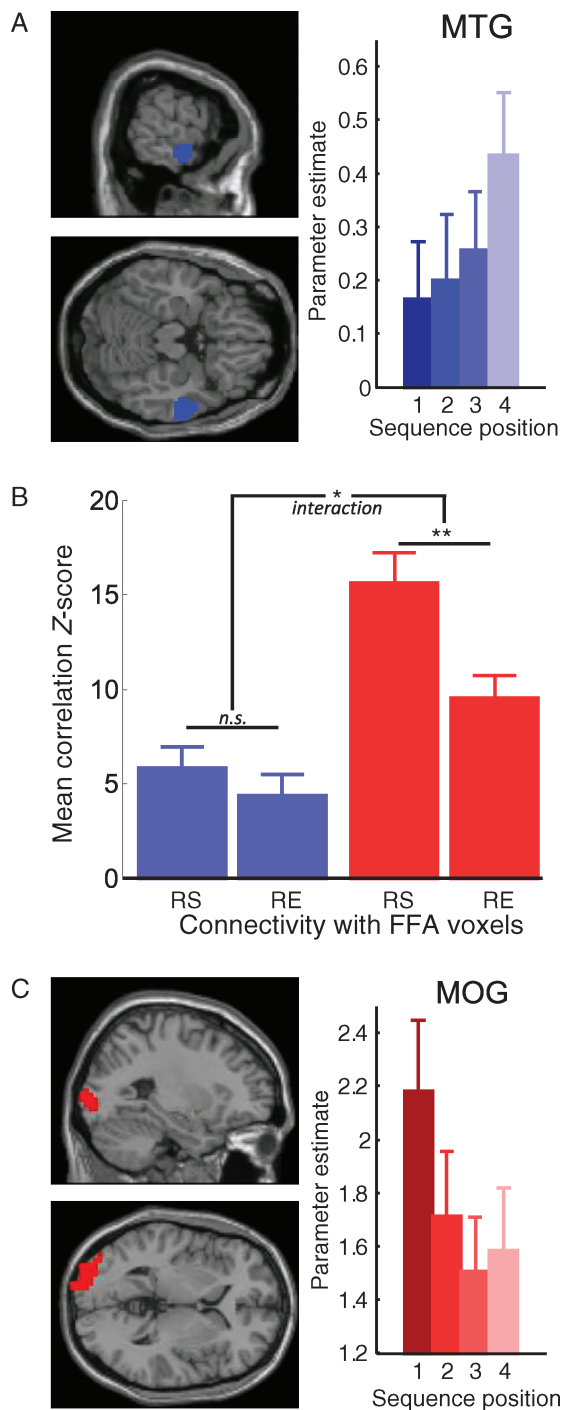 A
MTG
Parameter estimate
0.6
0.5
0.4
0.3
0.2
0.1
0
1 2 3 4
Sequence position
B
Mean correlation Z-score
20
15
10
5
0
*
interaction
**
n.s.
RS RE RS RE
Connectivity with FFA voxels
C
MOG
Parameter estimate
2.4
2.2
2
1.8
1.6
1.4
1.2
1 2 3 4
Sequence position